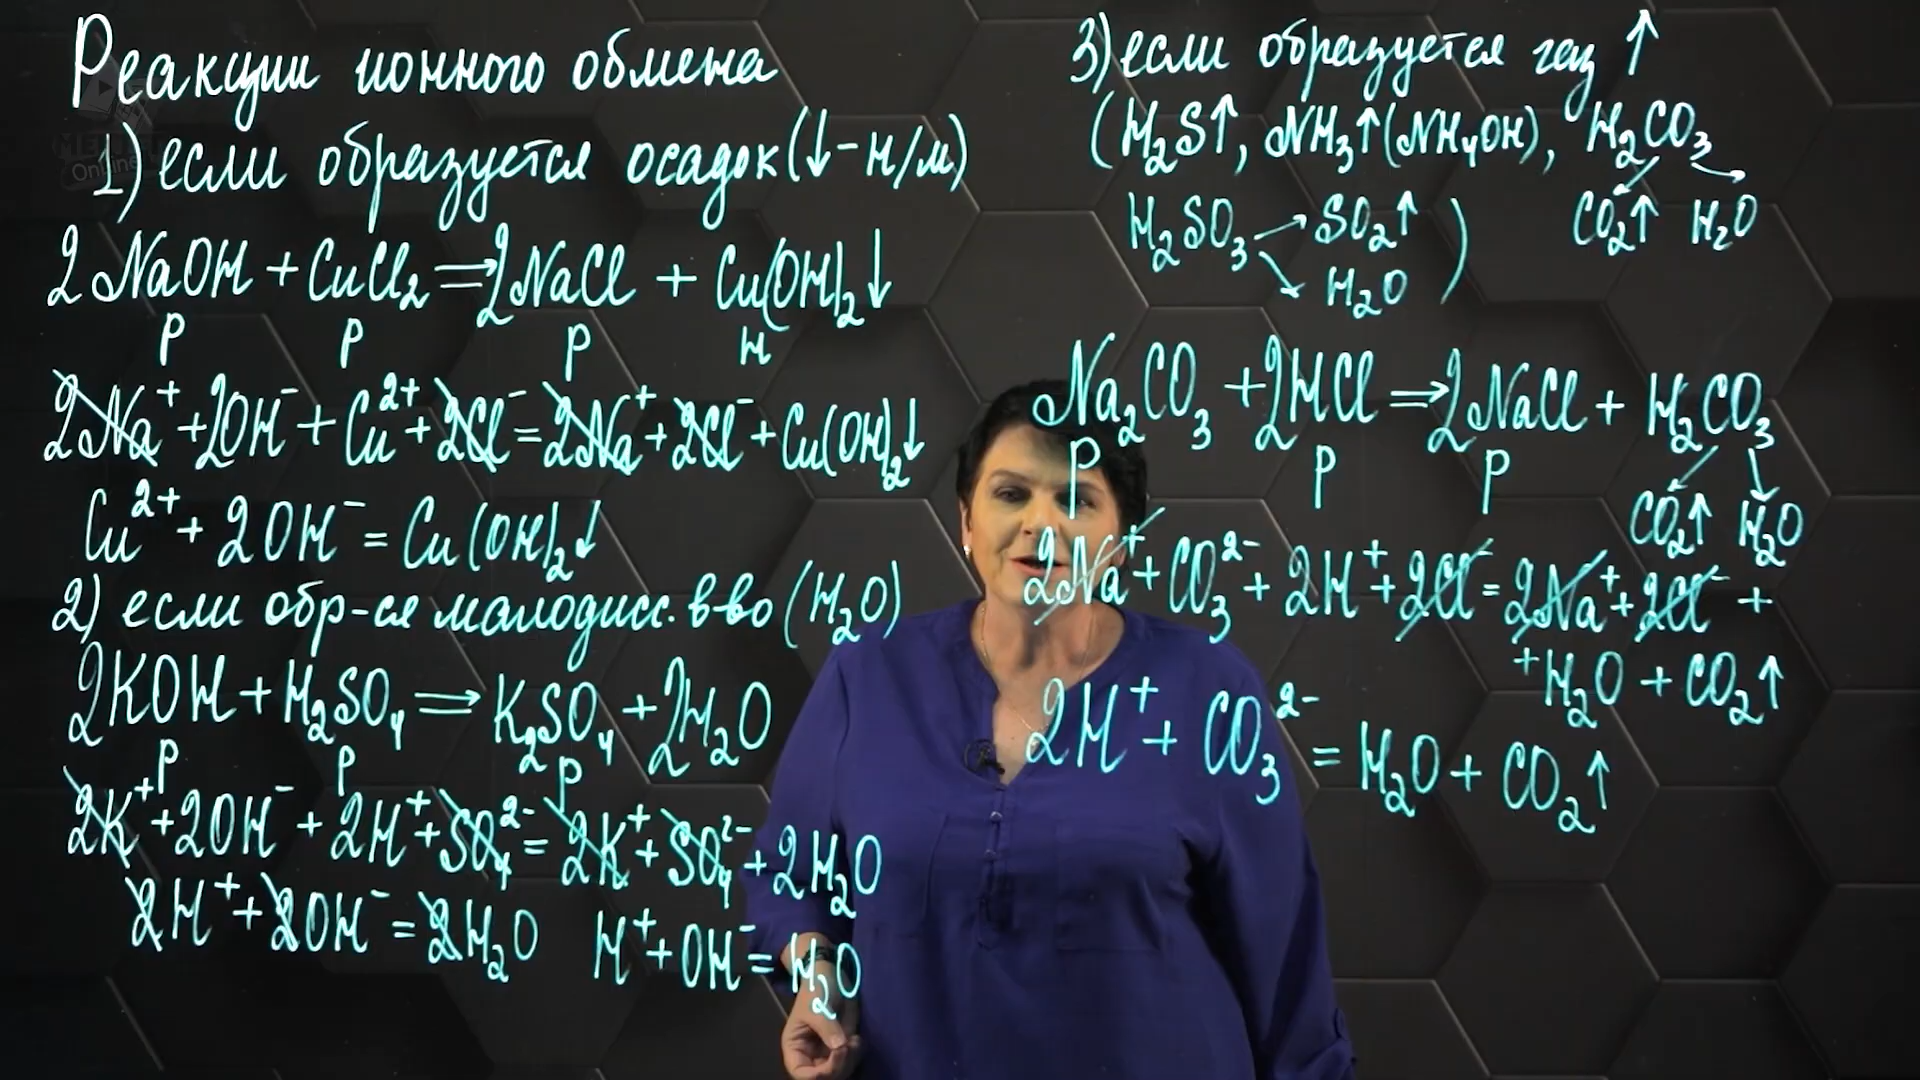 Реакции ионного обмена
1) если образуется осадок (↓ - н/м)
2NaOH + CuCl₂ ⇒ 2NaCl + Cu(OH)₂↓
р р р н
2Na⁺ + 2OH⁻ + Cu²⁺ + 2Cl⁻ = 2Na⁺ + 2Cl⁻ + Cu(OH)₂↓
Cu²⁺ + 2OH⁻ = Cu(OH)₂↓
2) если обр-ся малодисс. в-во (H₂O)
2KOH + H₂SO₄ ⇒ K₂SO₄ + 2H₂O
р р р
2K⁺ + 2OH⁻ + 2H⁺ + SO₄²⁻ = 2K⁺ + SO₄²⁻ + 2H₂O
2H⁺ + 2OH⁻ = 2H₂O H⁺ + OH⁻ = H₂O
3) если образуется газ ↑
(H₂S↑, NH₃↑(NH₄OH), H₂CO₃
H₂SO₃ → SO₂↑ ) CO₂↑ H₂O
H₂O
Na₂CO₃ + 2HCl ⇒ 2NaCl + H₂CO₃
р р р
CO₂↑ H₂O
2Na⁺ + CO₃²⁻ + 2H⁺ + 2Cl⁻ = 2Na⁺ + 2Cl⁻ +
+ H₂O + CO₂↑
2H⁺ + CO₃²⁻ = H₂O + CO₂↑
Online